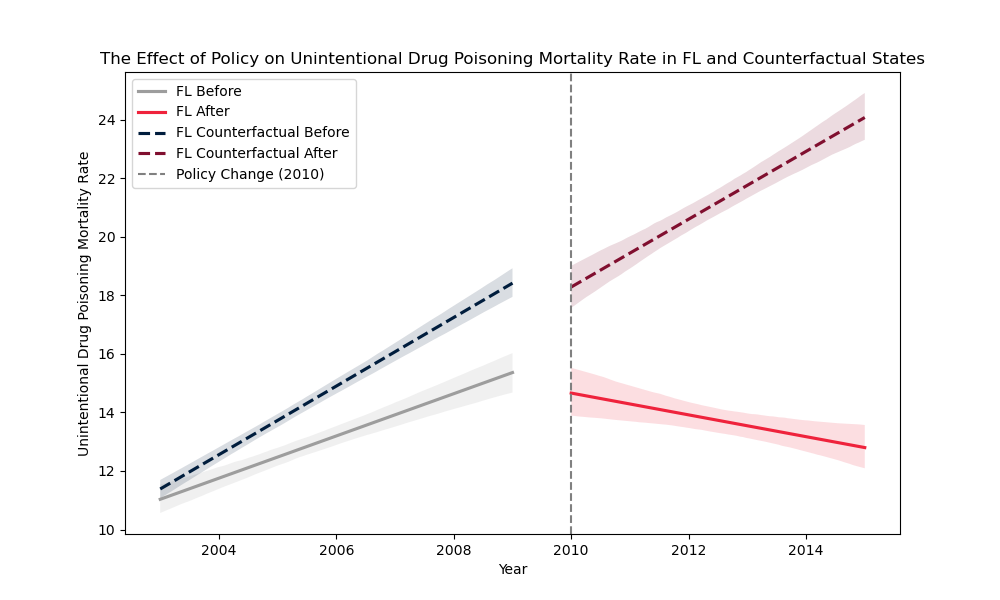 The Effect of Policy on Unintentional Drug Poisoning Mortality Rate in FL and Counterfactual States
FL Before
FL After
FL Counterfactual Before
FL Counterfactual After
Policy Change (2010)
Unintentional Drug Poisoning Mortality Rate
24
22
20
18
16
14
12
10
2004
2006
2008
2010
2012
2014
Year